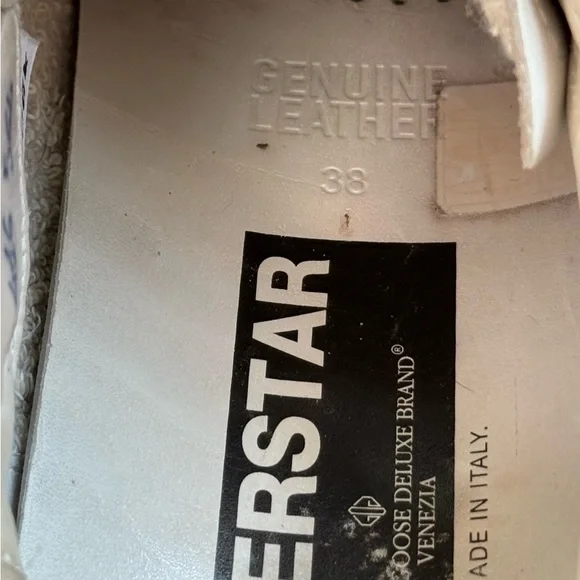 GENUINE
LEATHER
38
ERSTAR
OOSE DELUXE BRAND®
VENEZIA
ADE IN ITALY.